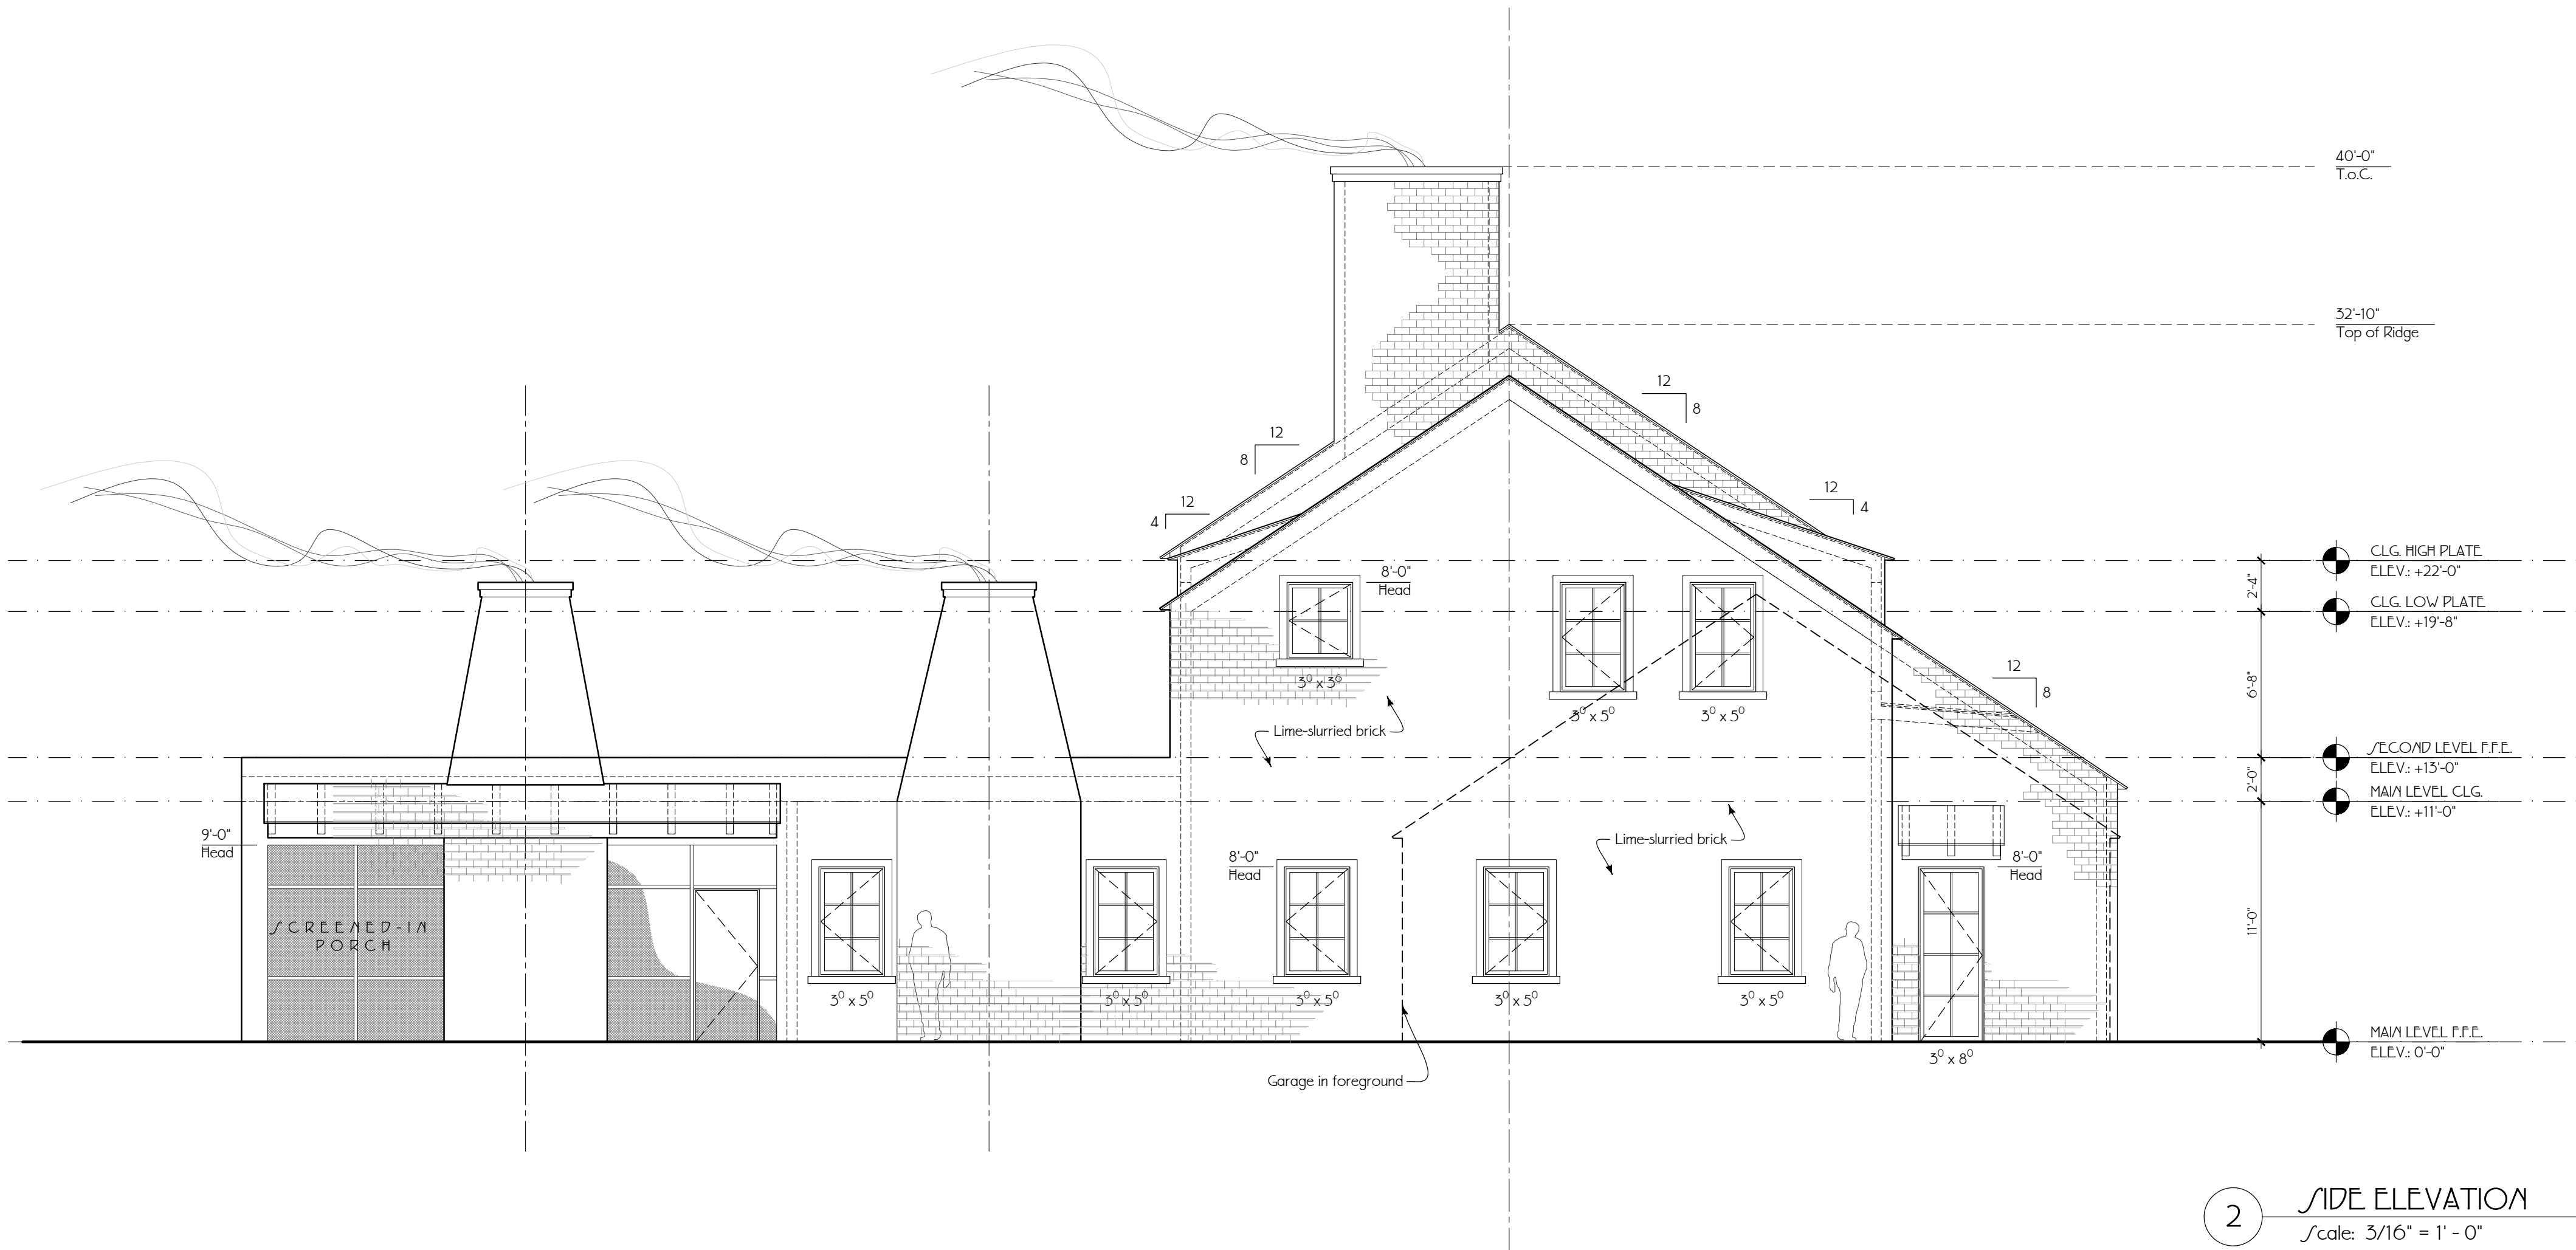 40'-0"
T.o.C.
32'-10"
Top of Ridge
12
8
12
8
12
4
12
4
CLG. HIGH PLATE
ELEV.: +22'-0"
2'-4"
8'-0"
Head
CLG. LOW PLATE
ELEV.: +19'-8"
12
8
6'-8"
3⁰ x 3⁰
3⁰ x 5⁰
3⁰ x 5⁰
Lime-slurried brick
SECOND LEVEL F.F.E.
ELEV.: +13'-0"
2'-0"
MAIN LEVEL CLG.
ELEV.: +11'-0"
9'-0"
Head
Lime-slurried brick
8'-0"
Head
8'-0"
Head
SCREENED-IN
PORCH
11'-0"
3⁰ x 5⁰
3⁰ x 5⁰
3⁰ x 5⁰
3⁰ x 5⁰
3⁰ x 5⁰
MAIN LEVEL F.F.E.
ELEV.: 0'-0"
3⁰ x 8⁰
Garage in foreground
2
SIDE ELEVATION
Scale: 3/16" = 1' - 0"